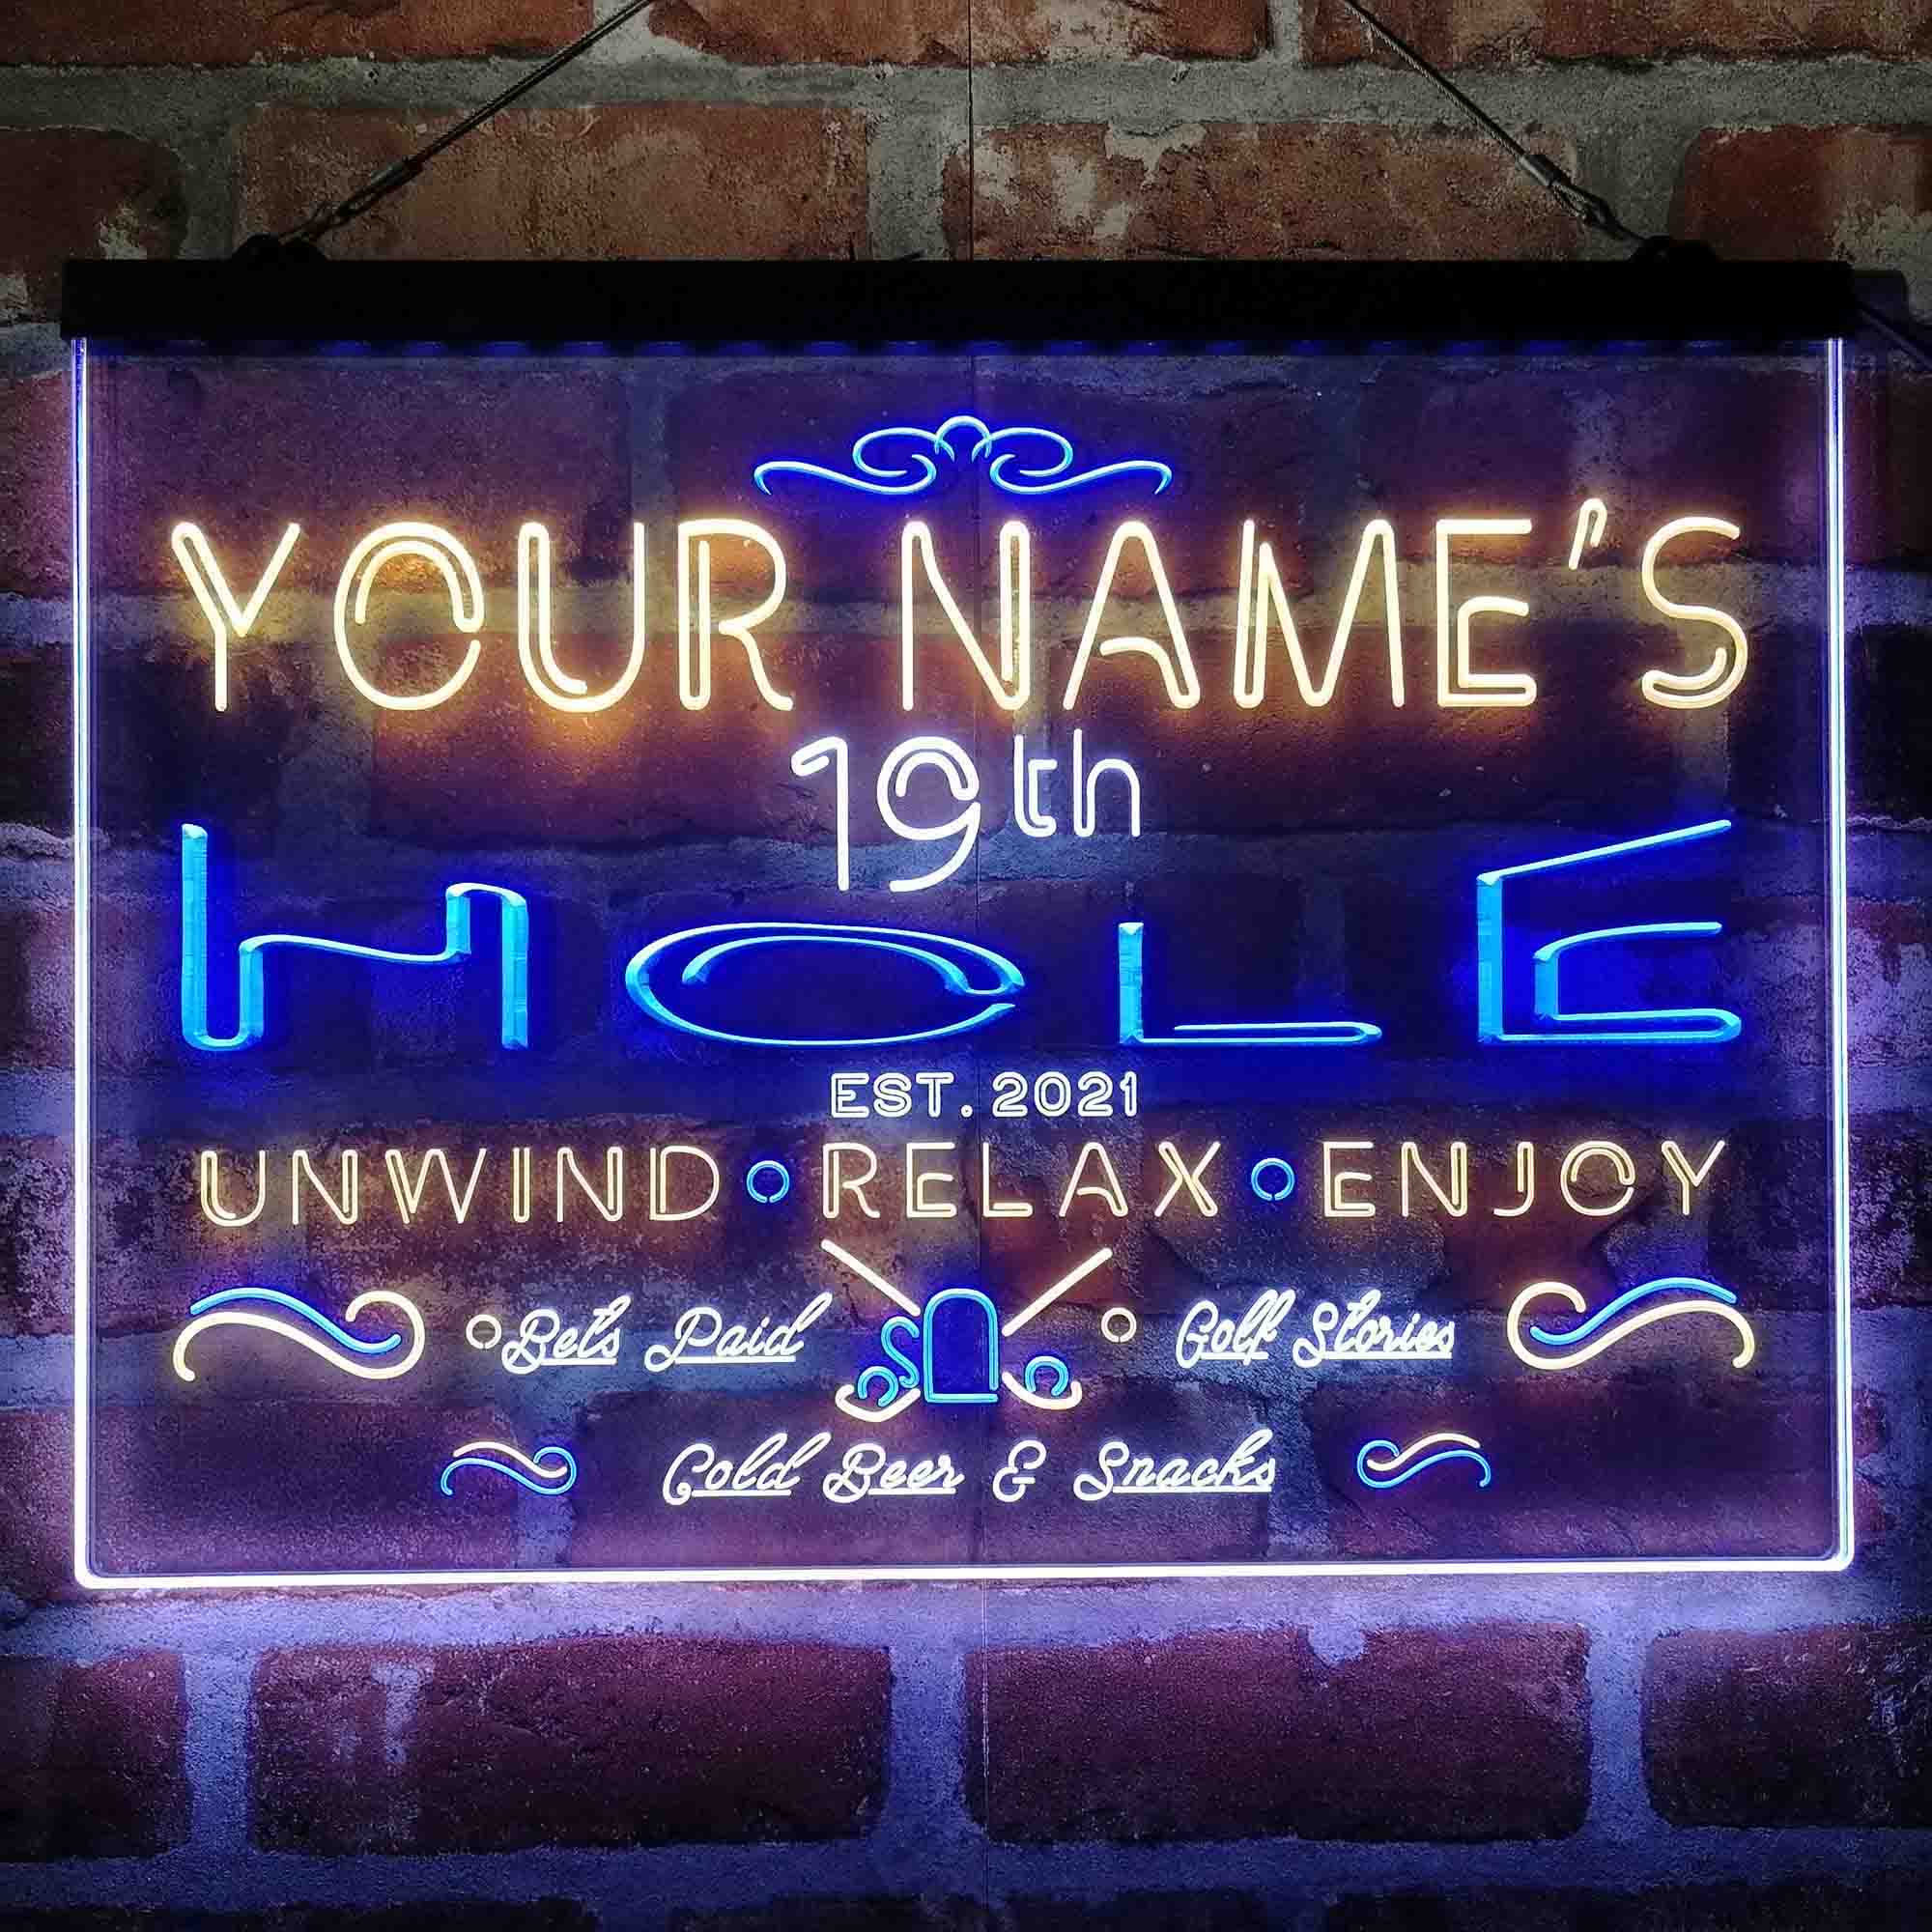 YOUR NAME'S
19th
HOLE
EST. 2021
UNWIND • RELAX • ENJOY
Bets Paid
Golf Stories
Cold Beer & Snacks